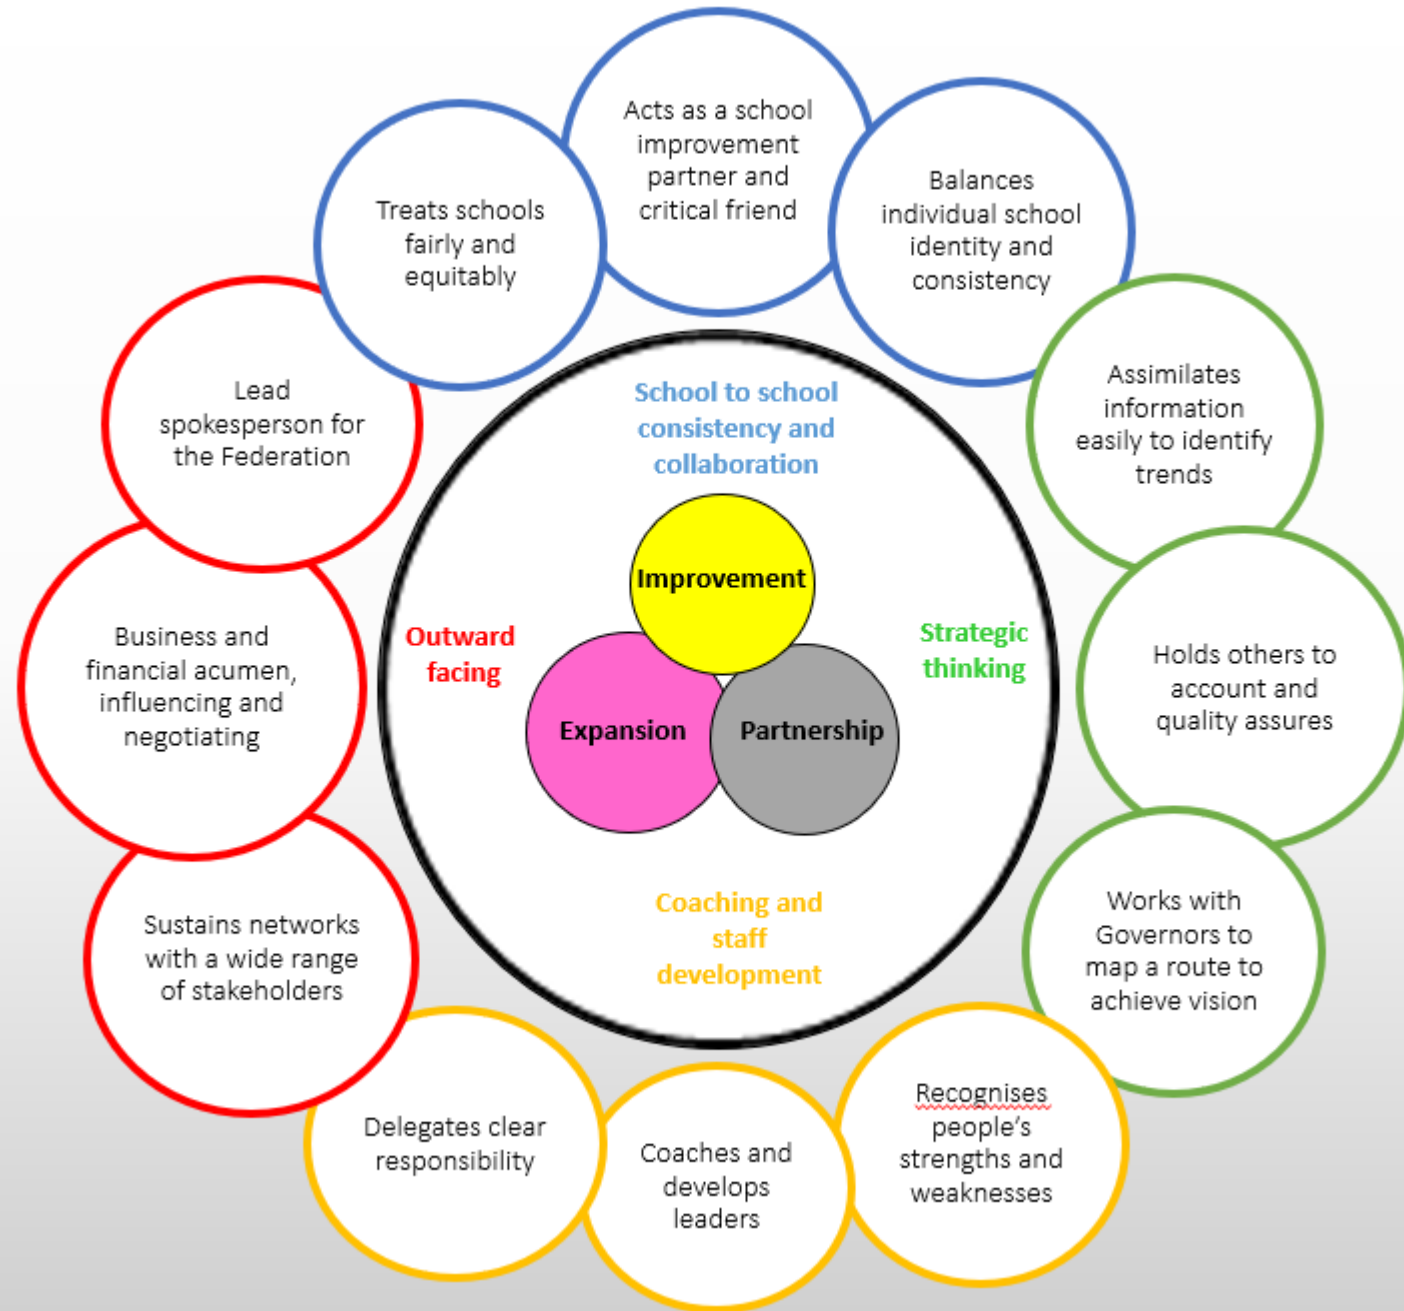 Acts as a school
improvement
partner and
critical friend
Balances
individual school
identity and
consistency
Treats schools
fairly and
equitably
Assimilates
information
easily to identify
trends
Lead
spokesperson for
the Federation
School to school
consistency and
collaboration
Improvement
Outward
facing
Strategic
thinking
Expansion
Partnership
Business and
financial acumen,
influencing and
negotiating
Holds others to
account and
quality assures
Coaching and
staff
development
Sustains networks
with a wide range
of stakeholders
Works with
Governors to
map a route to
achieve vision
Delegates clear
responsibility
Coaches and
develops
leaders
Recognises
people’s
strengths and
weaknesses